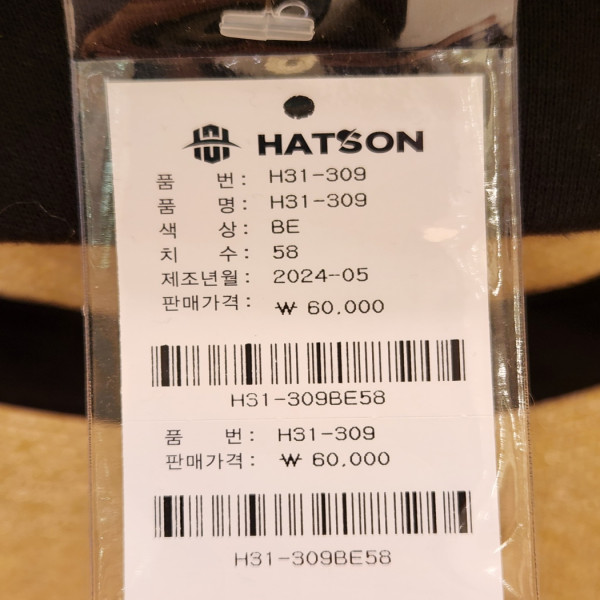 HATSON
품 번: H31-309
품 명: H31-309
색 상: BE
치 수: 58
제조년월: 2024-05
판매가격: ₩ 60,000
H31-309BE58
품 번: H31-309
판매가격: ₩ 60,000
H31-309BE58